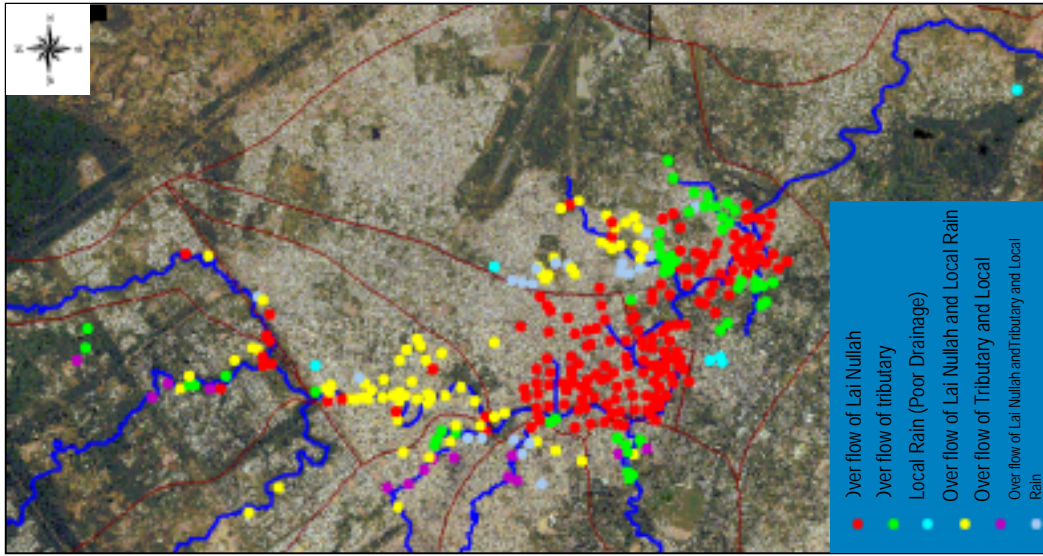 ver flow of Lai Nullah
ver flow of tributary
Local Rain (Poor Drainage)
Over flow of Lai Nullah and Local Rain
Over flow of Tributary and Local
Over flow of Lai Nullah andTributary and Local
Rain